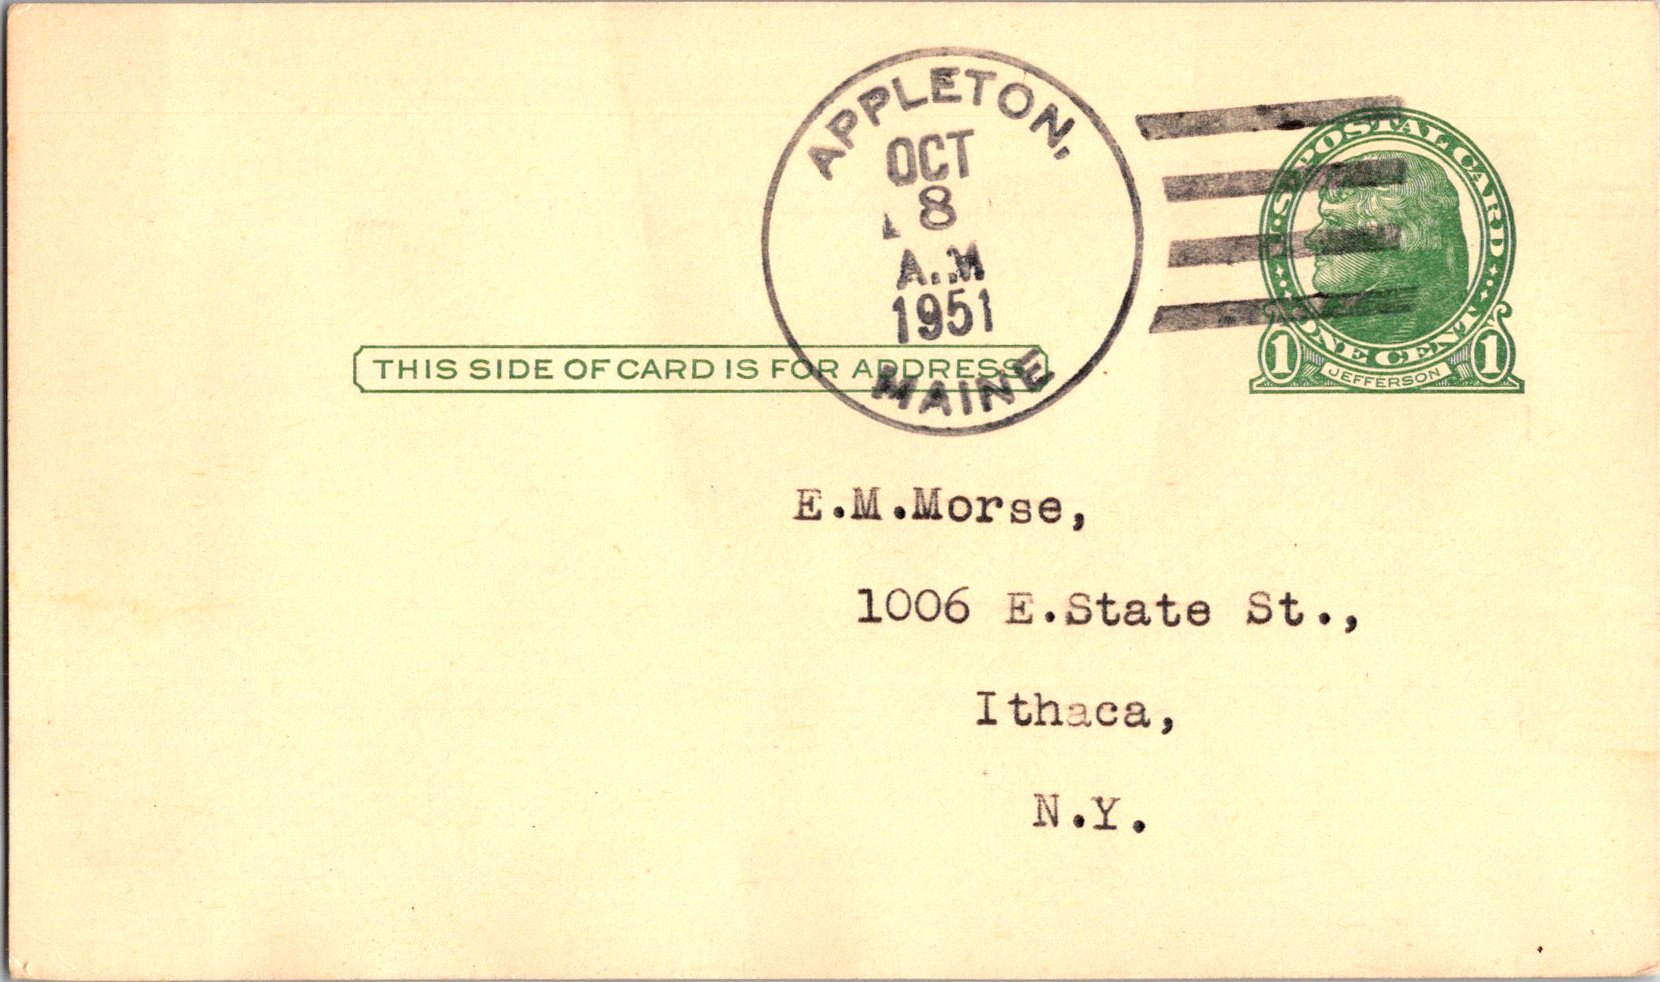 APPLETON,
OCT
8
A.M
1951
MAINE
U·S·POSTAL CARD
ONE CENT
1 JEFFERSON 1
THIS SIDE OF CARD IS FOR ADDRESS
E.M.Morse,
1006 E.State St.,
Ithaca,
N.Y.